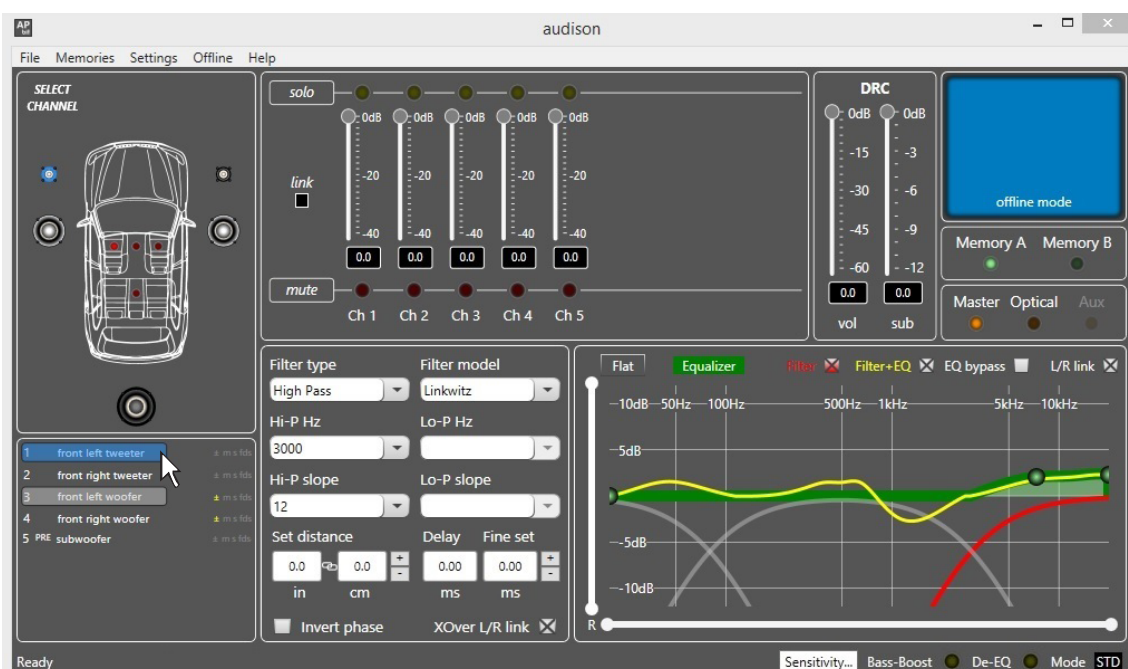 AP
bit
audison
File Memories Settings Offline Help
SELECT
CHANNEL
1 front left tweeter ± m s fds
2 front right tweeter ± m s fds
3 front left woofer ± m s fds
4 front right woofer ± m s fds
5 PRE subwoofer ± m s fds
solo
0dB 0dB 0dB 0dB 0dB
-20 -20 -20 -20 -20
link
-40 -40 -40 -40 -40
0.0 0.0 0.0 0.0 0.0
mute
Ch 1 Ch 2 Ch 3 Ch 4 Ch 5
DRC
0dB 0dB
-15 -3
-30 -6
-45 -9
-60 -12
0.0 0.0
vol sub
offline mode
Memory A Memory B
Master Optical Aux
Filter type Filter model
High Pass Linkwitz
Hi-P Hz Lo-P Hz
3000
Hi-P slope Lo-P slope
12
Set distance Delay Fine set
0.0 0.0 + - 0.00 0.00 + -
in cm ms ms
Invert phase XOver L/R link
Flat Equalizer Filter Filter+EQ EQ bypass L/R link
10dB 50Hz 100Hz 500Hz 1kHz 5kHz 10kHz
5dB
-5dB
-10dB
R
Ready Sensitivity... Bass-Boost De-EQ Mode STD